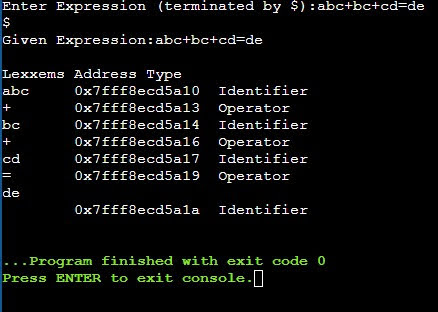 Enter Expression (terminated by $):abc+bc+cd=de
$
Given Expression:abc+bc+cd=de
Lexxems Address Type
abc 0x7fff8ecd5a10 Identifier
+ 0x7fff8ecd5a13 Operator
bc 0x7fff8ecd5a14 Identifier
+ 0x7fff8ecd5a16 Operator
cd 0x7fff8ecd5a17 Identifier
= 0x7fff8ecd5a19 Operator
de
0x7fff8ecd5a1a Identifier
...Program finished with exit code 0
Press ENTER to exit console.